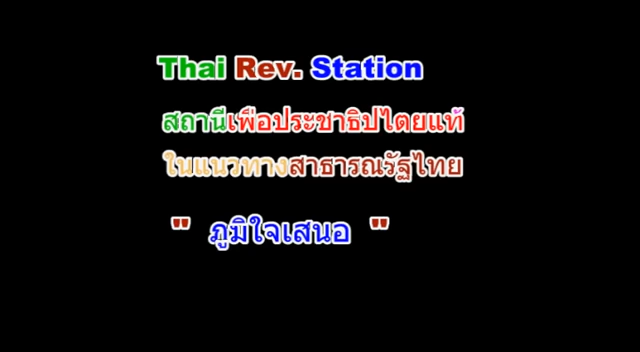 Thai Rev. Station
สถานีเพื่อประชาธิปไตยแท้
ในแนวทางสาธารณรัฐไทย
" ภูมิใจเสนอ "